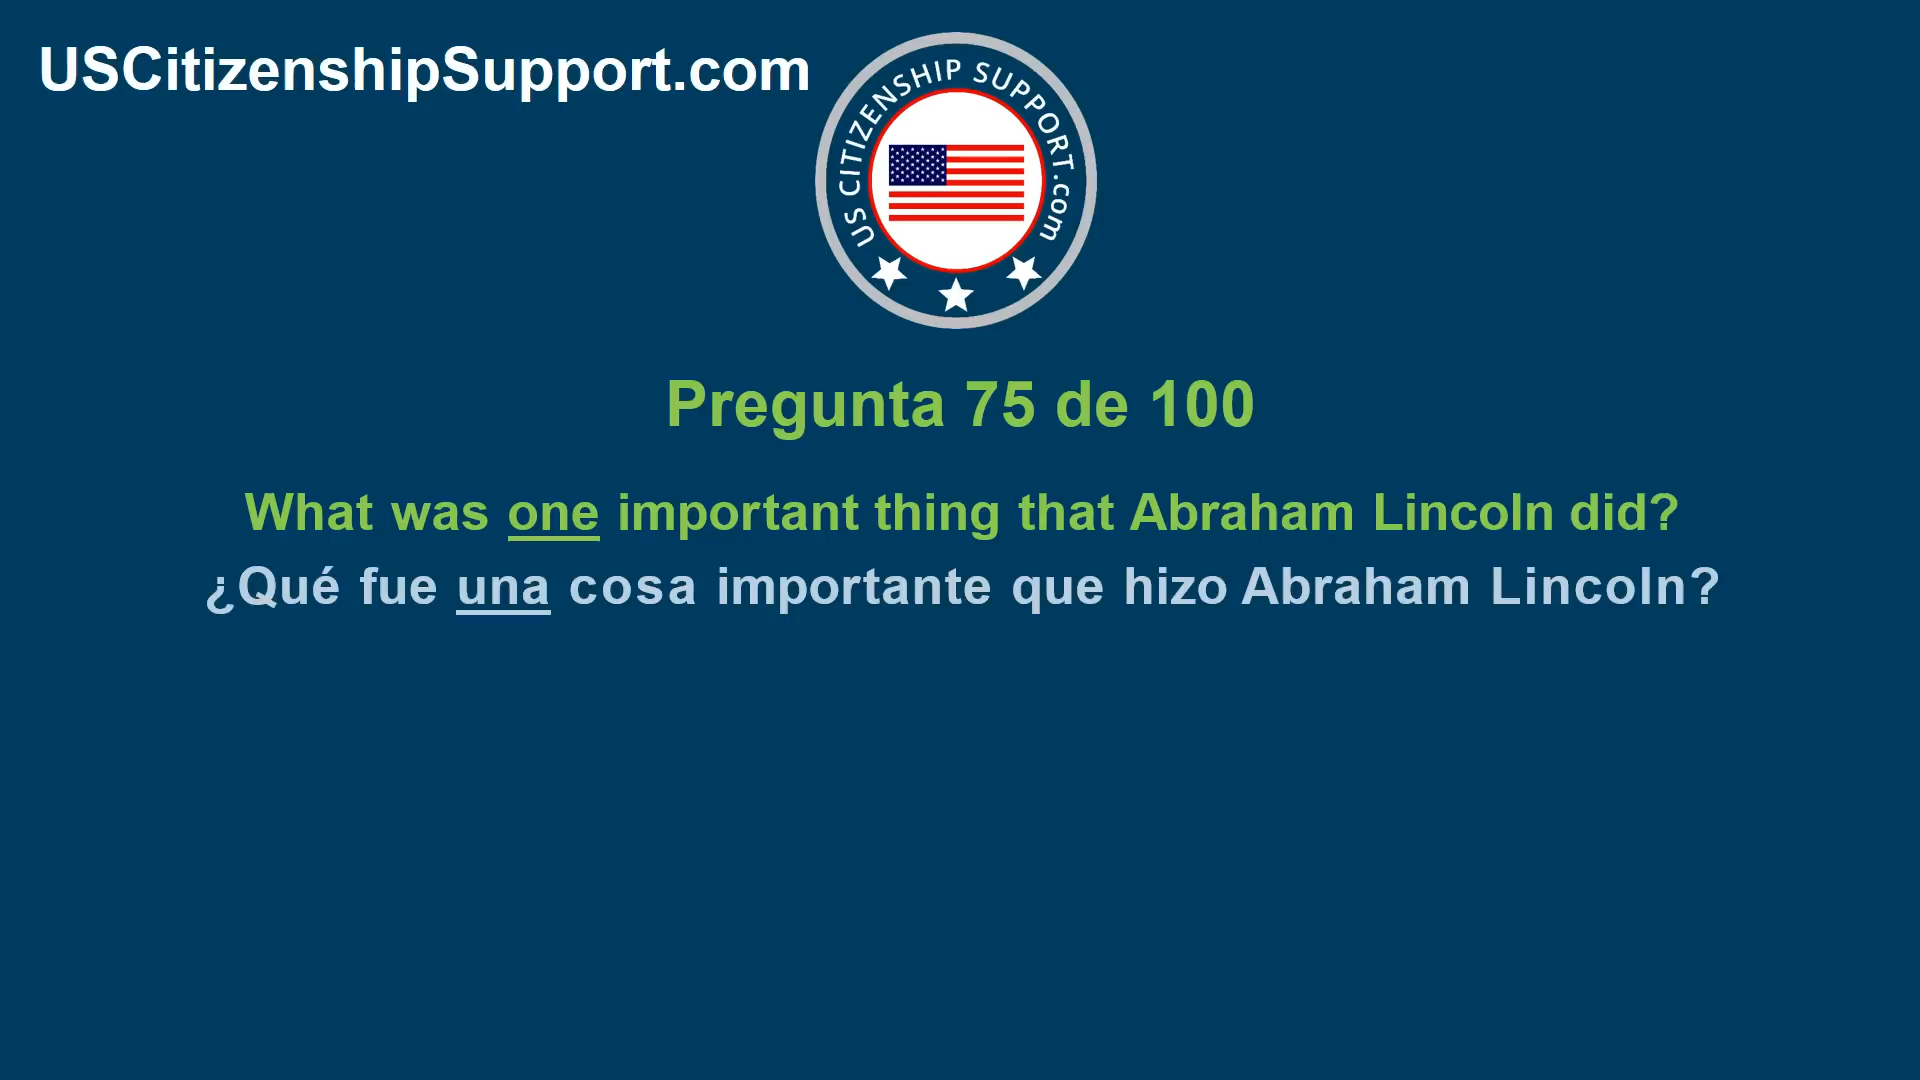 USCitizenshipSupport.com
US CITIZENSHIP SUPPORT.com
Pregunta 75 de 100
What was one important thing that Abraham Lincoln did?
¿Qué fue una cosa importante que hizo Abraham Lincoln?